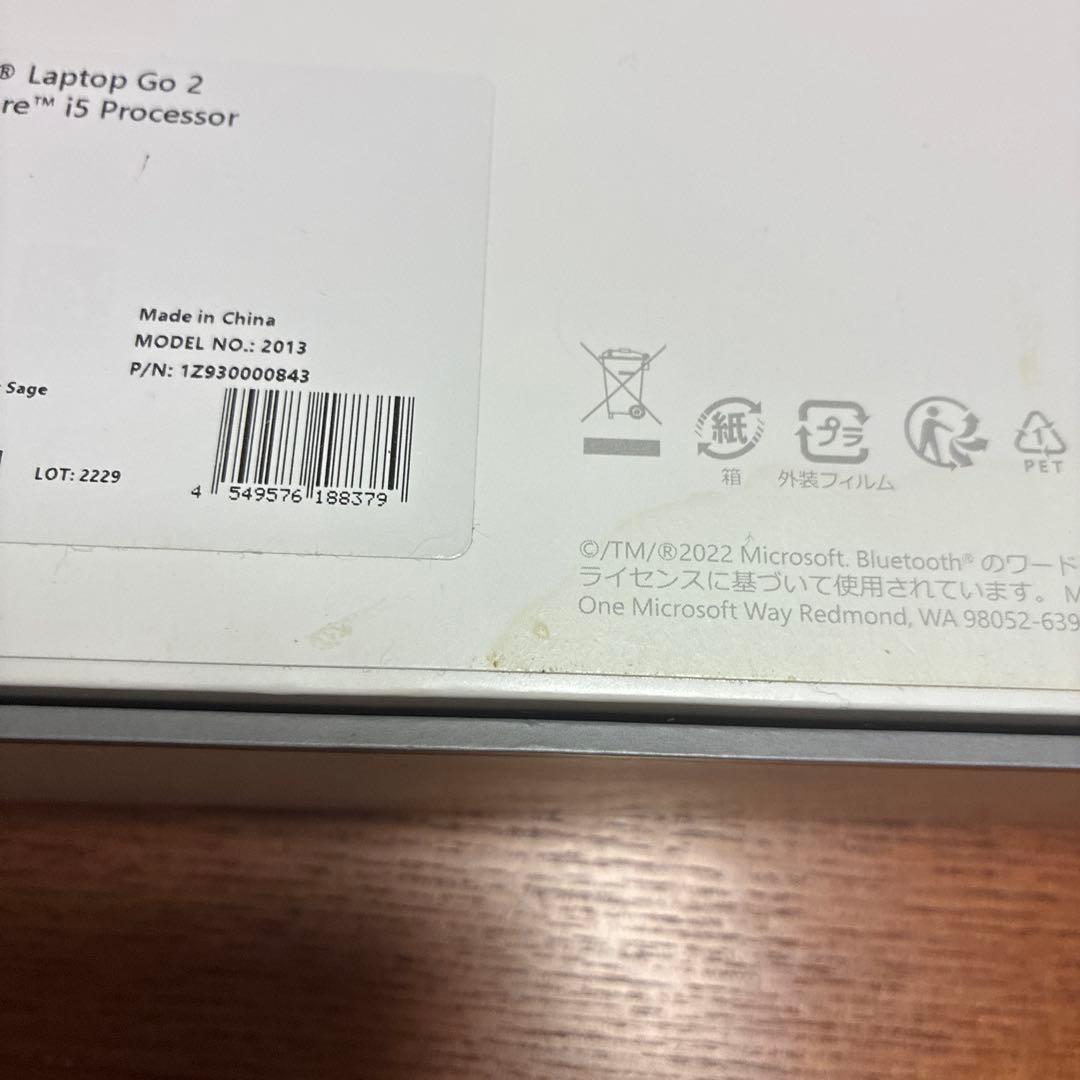 ® Laptop Go 2
re™ i5 Processor
Made in China
MODEL NO.: 2013
P/N: 1Z930000843
Sage
LOT: 2229
4 549576 188379
紙
箱
プラ
外装フィルム
1
PET
©/TM/®2022 Microsoft. Bluetooth® のワード
ライセンスに基づいて使用されています。 M
One Microsoft Way Redmond, WA 98052-639